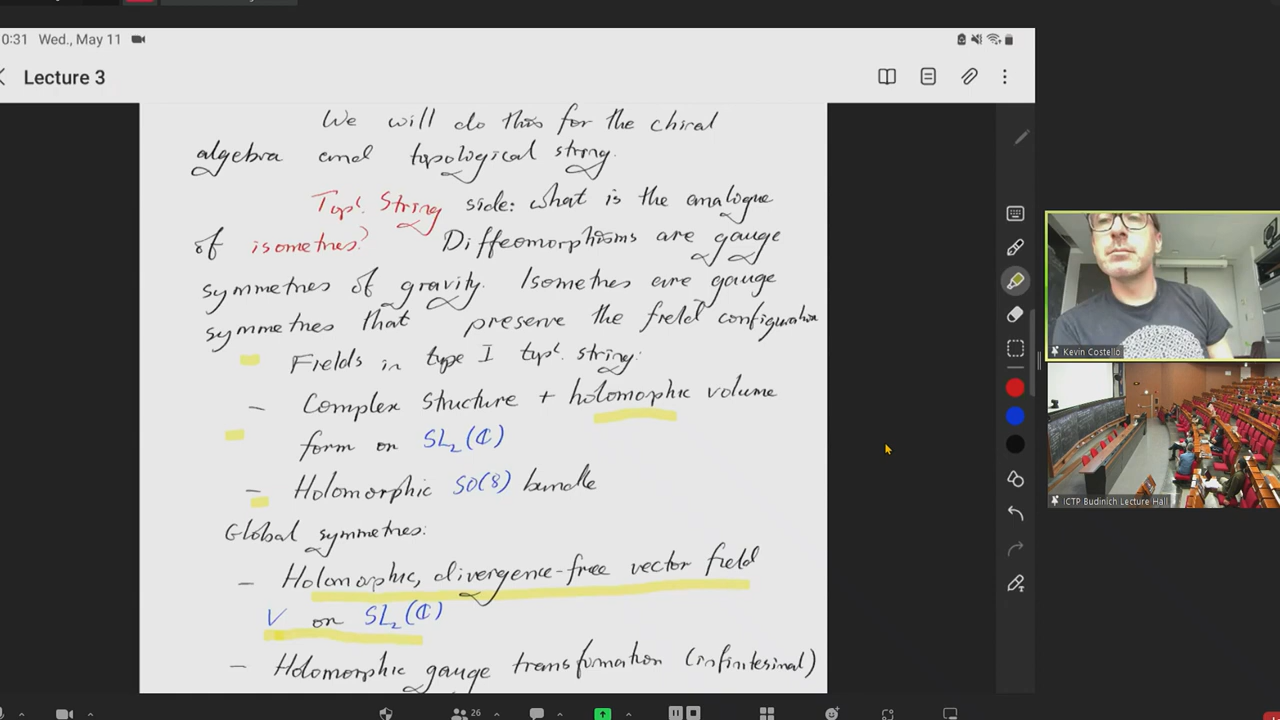 0:31 Wed., May 11
Lecture 3
We will do this for the chiral
algebra and topological string.
Topl. String side: what is the analogue
of isometries? Diffeomorphisms are gauge
symmetries of gravity. Isometries are gauge
symmetries that preserve the field configuration
Fields in type I topl. string:
- Complex structure + holomorphic volume
form on SL₂(ℂ)
- Holomorphic SO(8) bundle
Global symmetries:
- Holomorphic, divergence-free vector field
V on SL₂(ℂ)
- Holomorphic gauge transformation (infinitesimal)
Kevin Costello
ICTP Budinich Lecture Hall
26